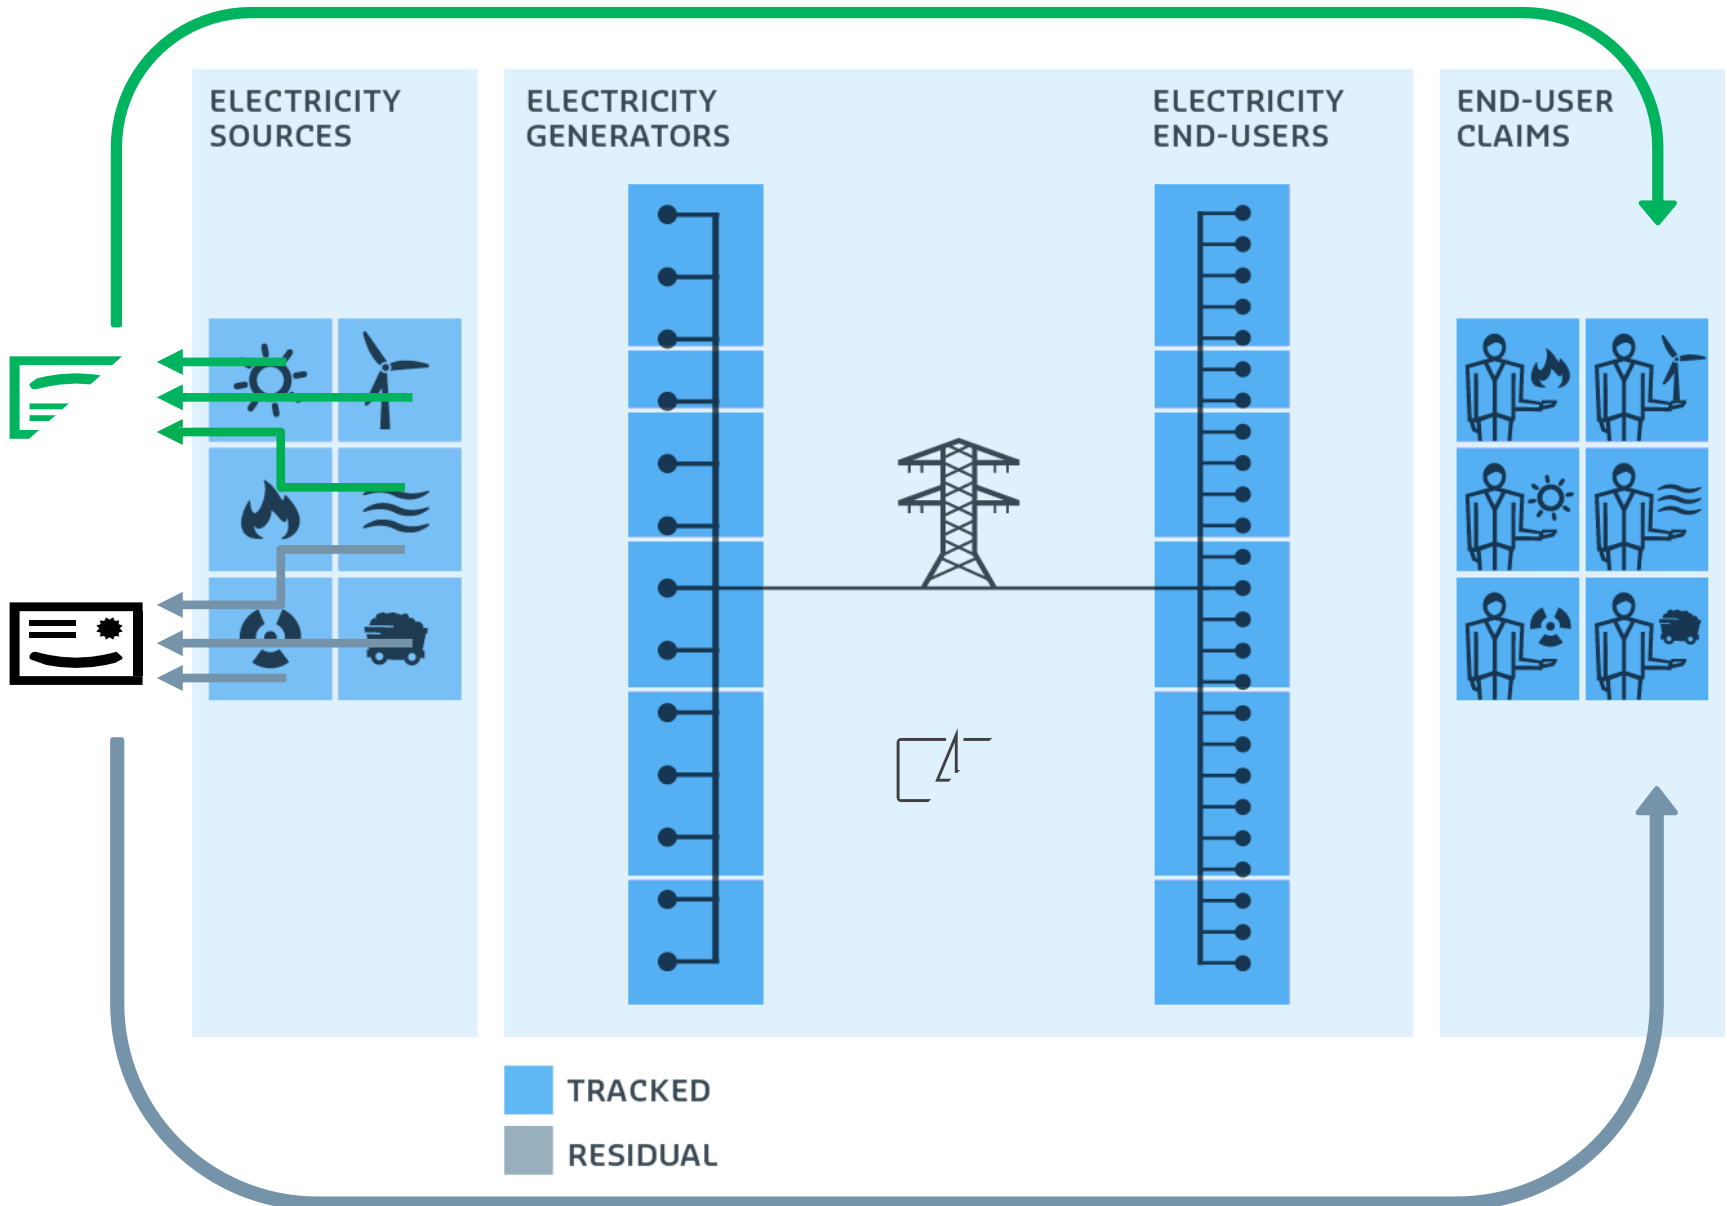 ELECTRICITY
SOURCES
ELECTRICITY
GENERATORS
ELECTRICITY
END-USERS
END-USER
CLAIMS
TRACKED
RESIDUAL